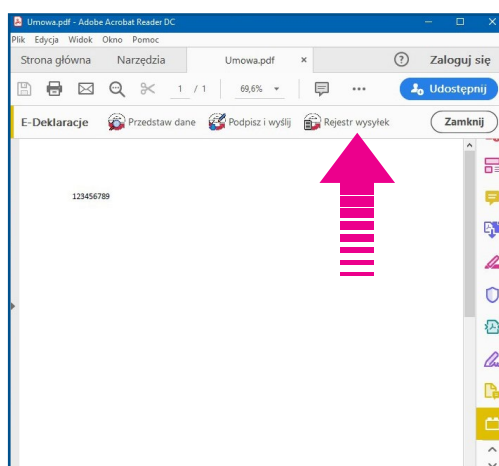 Umowa.pdf - Adobe Acrobat Reader DC
Plik Edycja Widok Okno Pomoc
Strona główna Narzędzia Umowa.pdf × ? Zaloguj się
1 / 1 69,6% Udostępnij
E-Deklaracje Przedstaw dane Podpisz i wyślij Rejestr wysyłek Zamknij
123456789